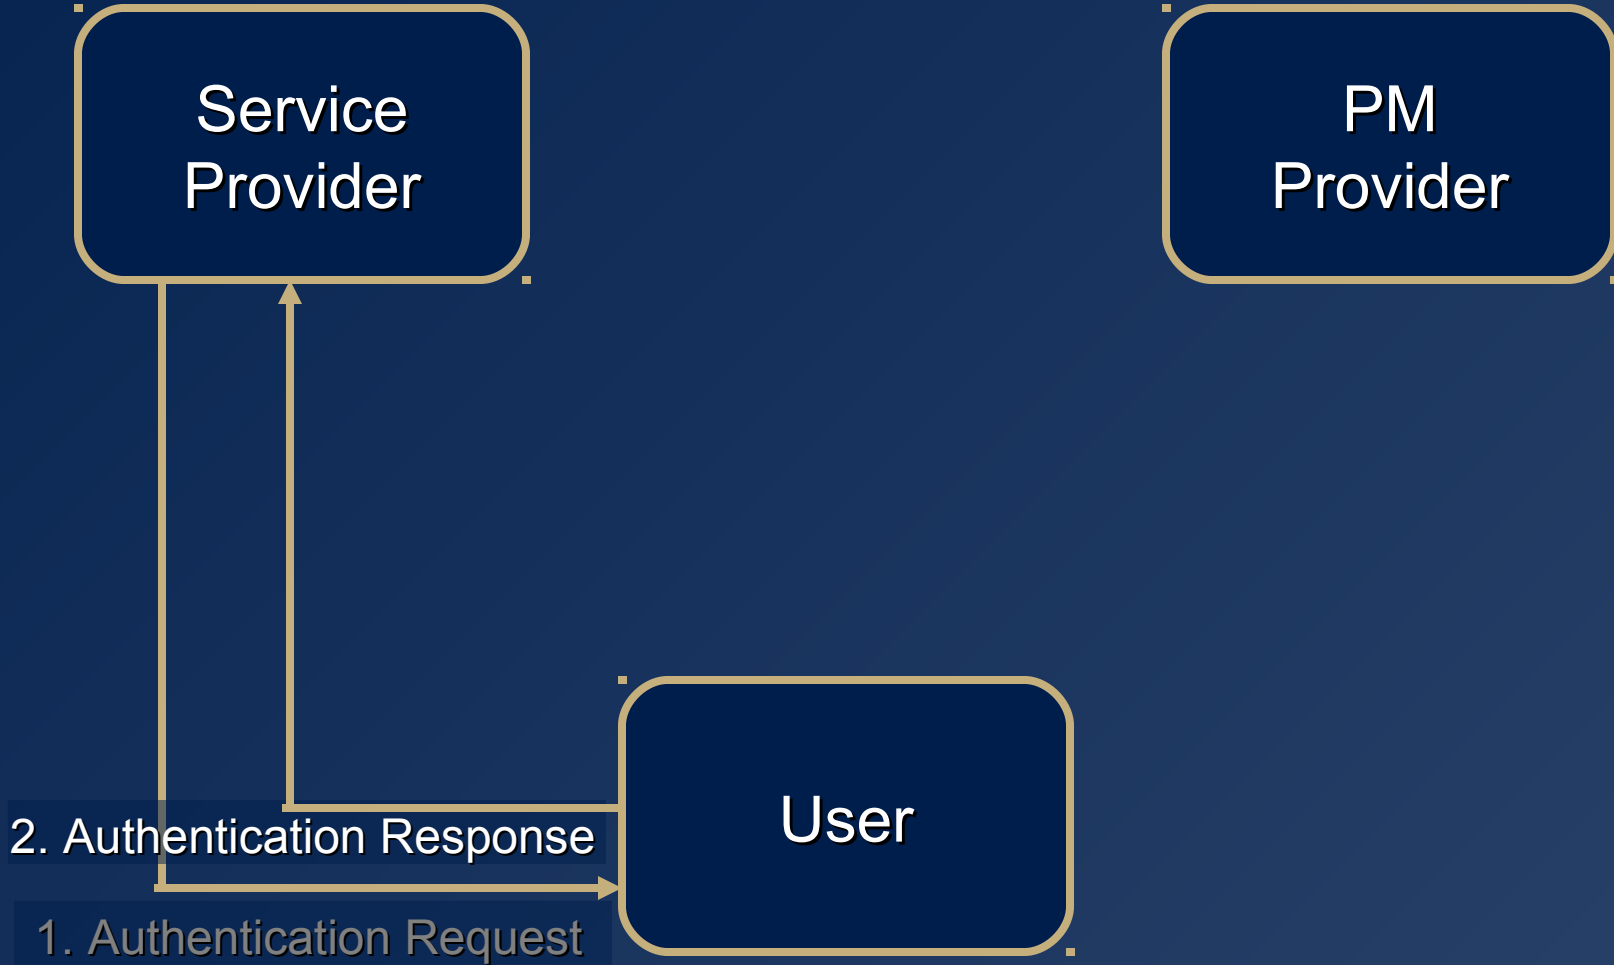 Service
Provider
PM
Provider
User
2. Authentication Response
1. Authentication Request